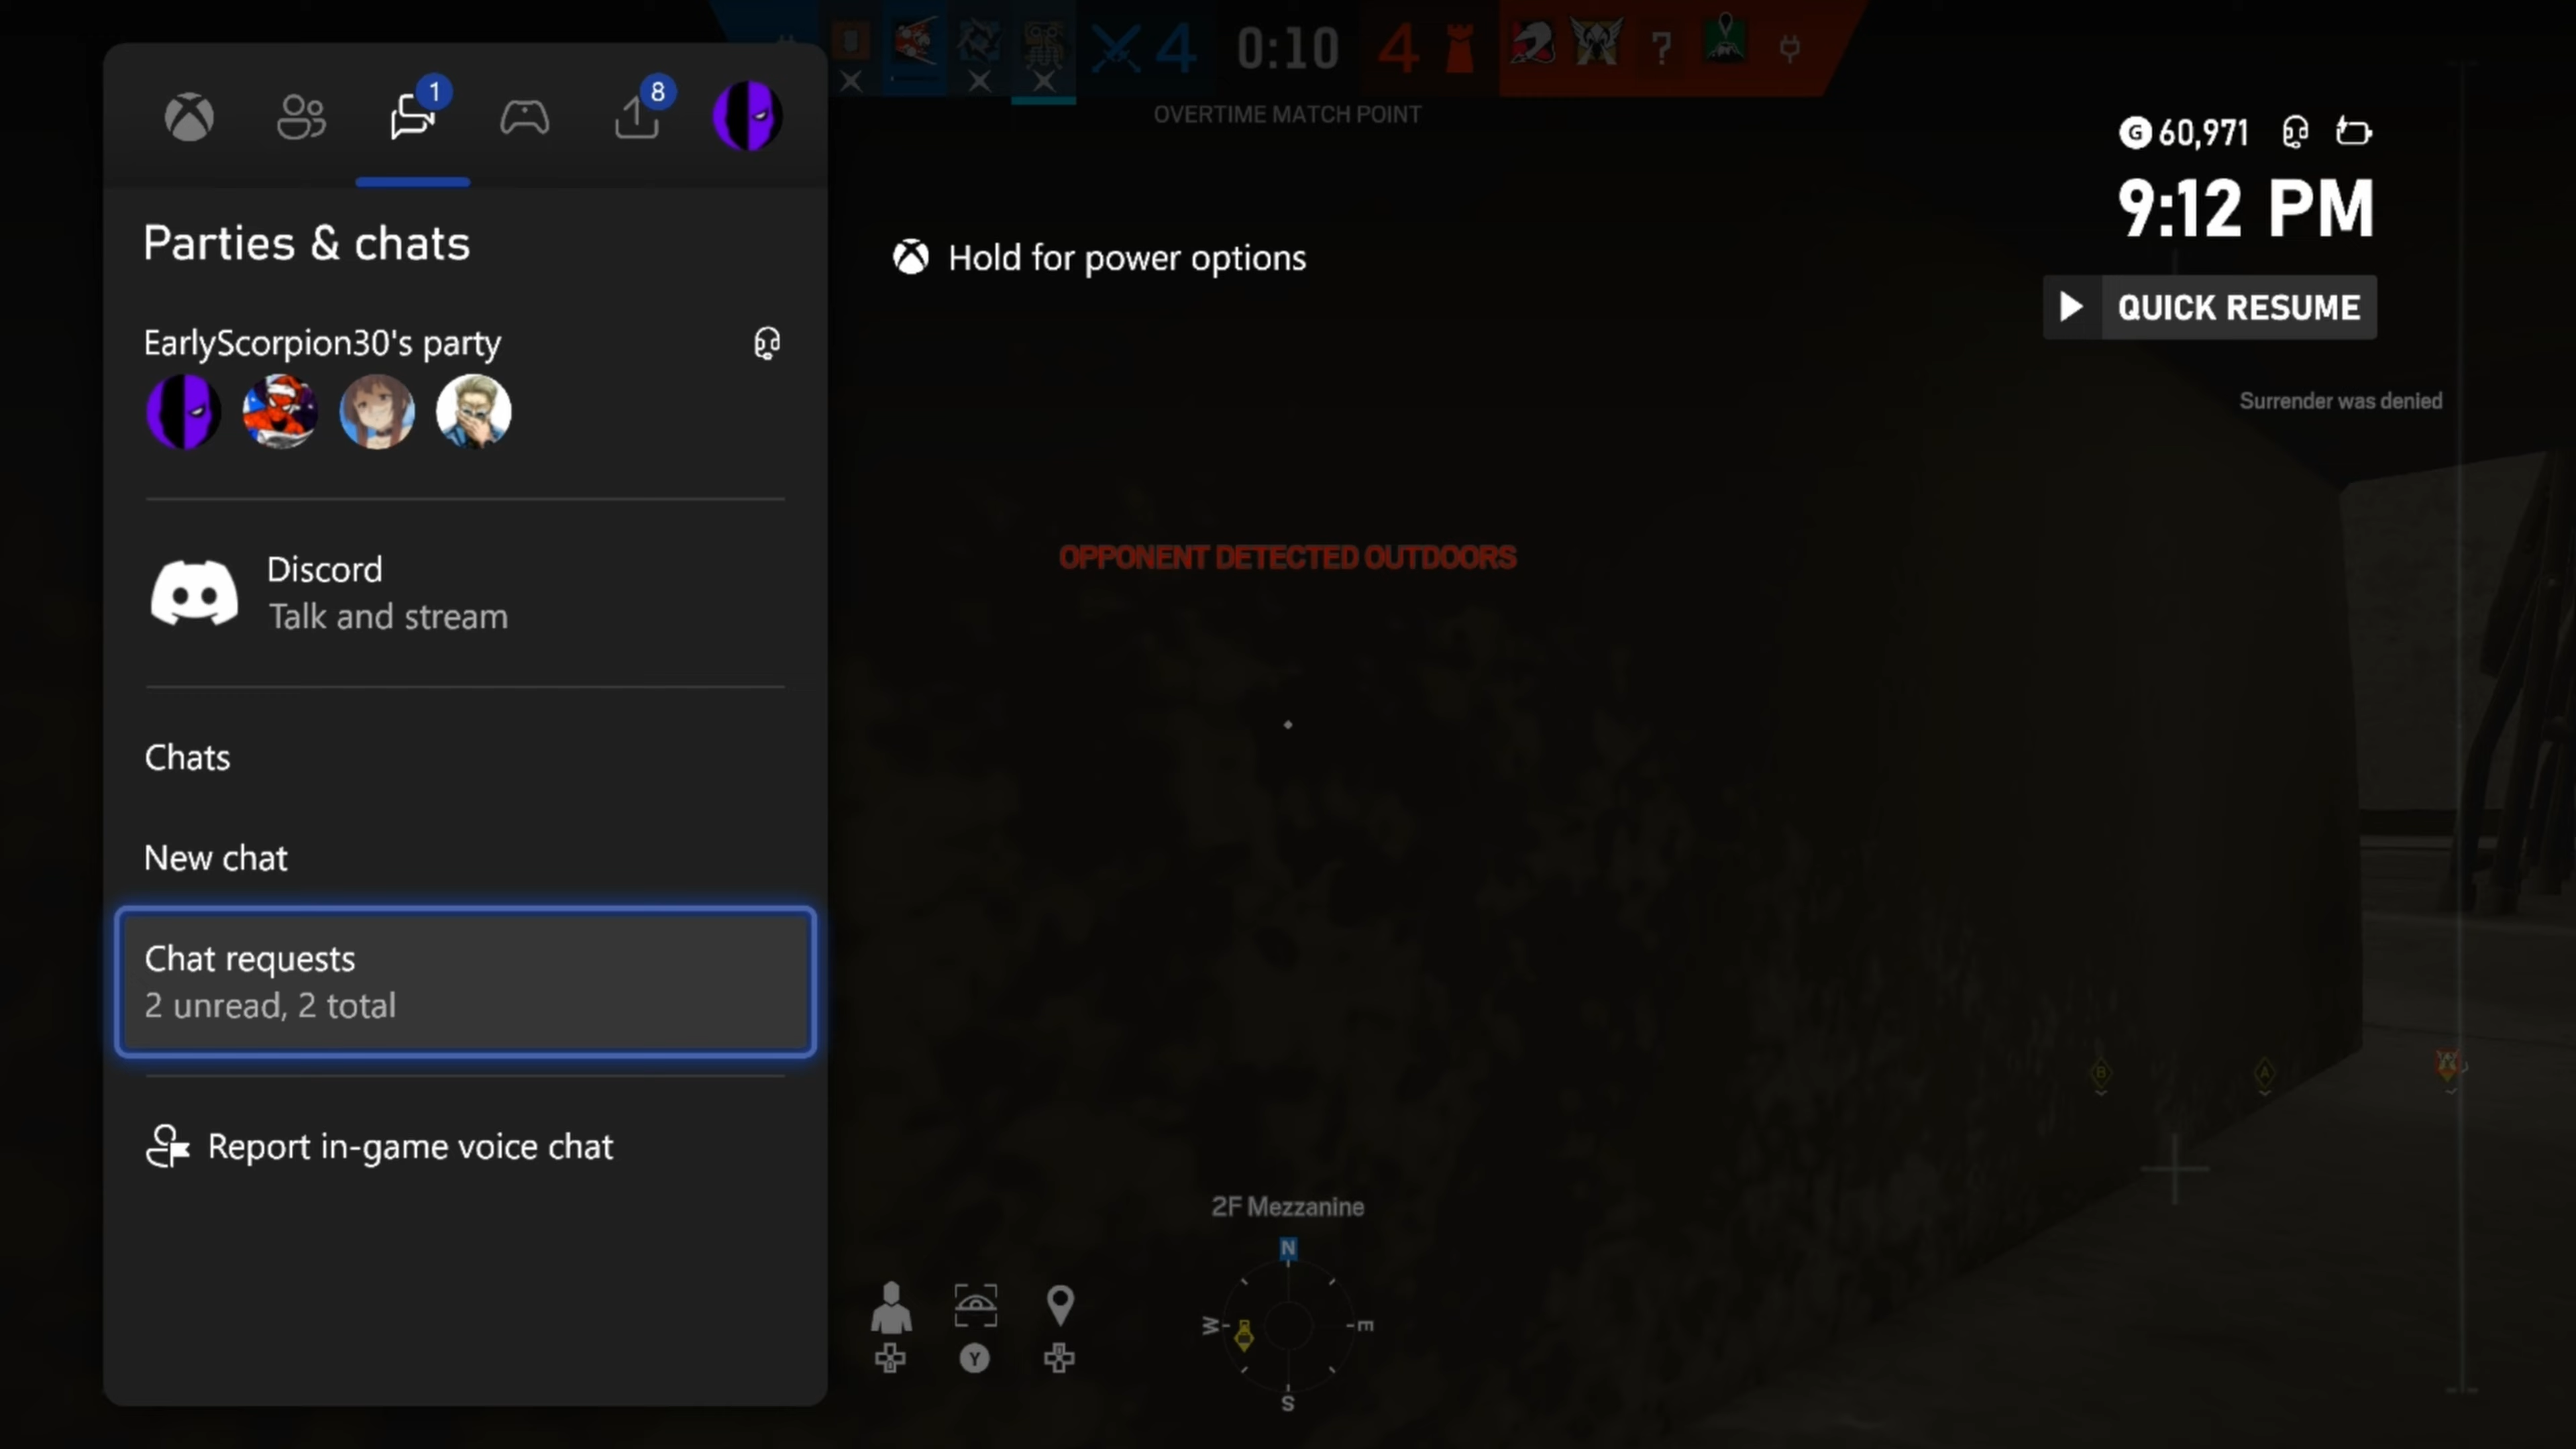 1
8
4
0:10
4
?
OVERTIME MATCH POINT
G 60,971
9:12 PM
QUICK RESUME
Surrender was denied
Hold for power options
Parties & chats
EarlyScorpion30's party
Discord
Talk and stream
OPPONENT DETECTED OUTDOORS
Chats
New chat
Chat requests
2 unread, 2 total
Report in-game voice chat
B
A
2F Mezzanine
N
W
E
S
Y